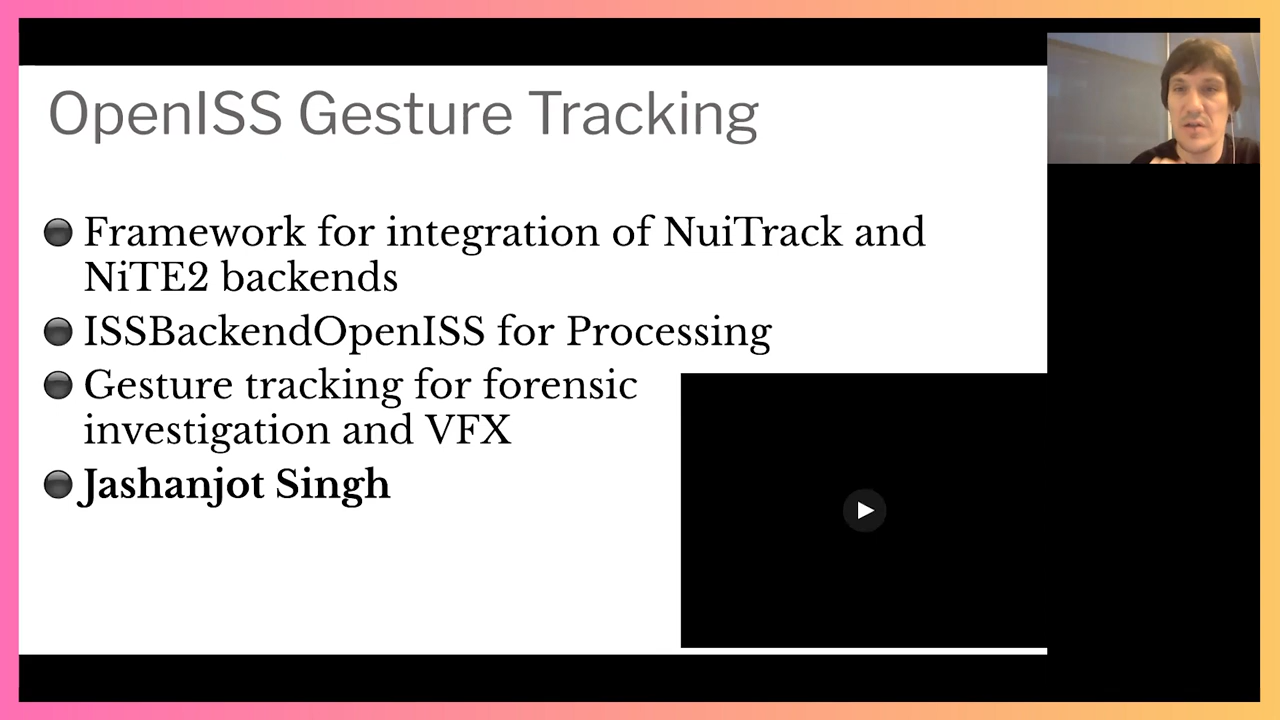 OpenISS Gesture Tracking
Framework for integration of NuiTrack and
NiTE2 backends
ISSBackendOpenISS for Processing
Gesture tracking for forensic
investigation and VFX
Jashanjot Singh